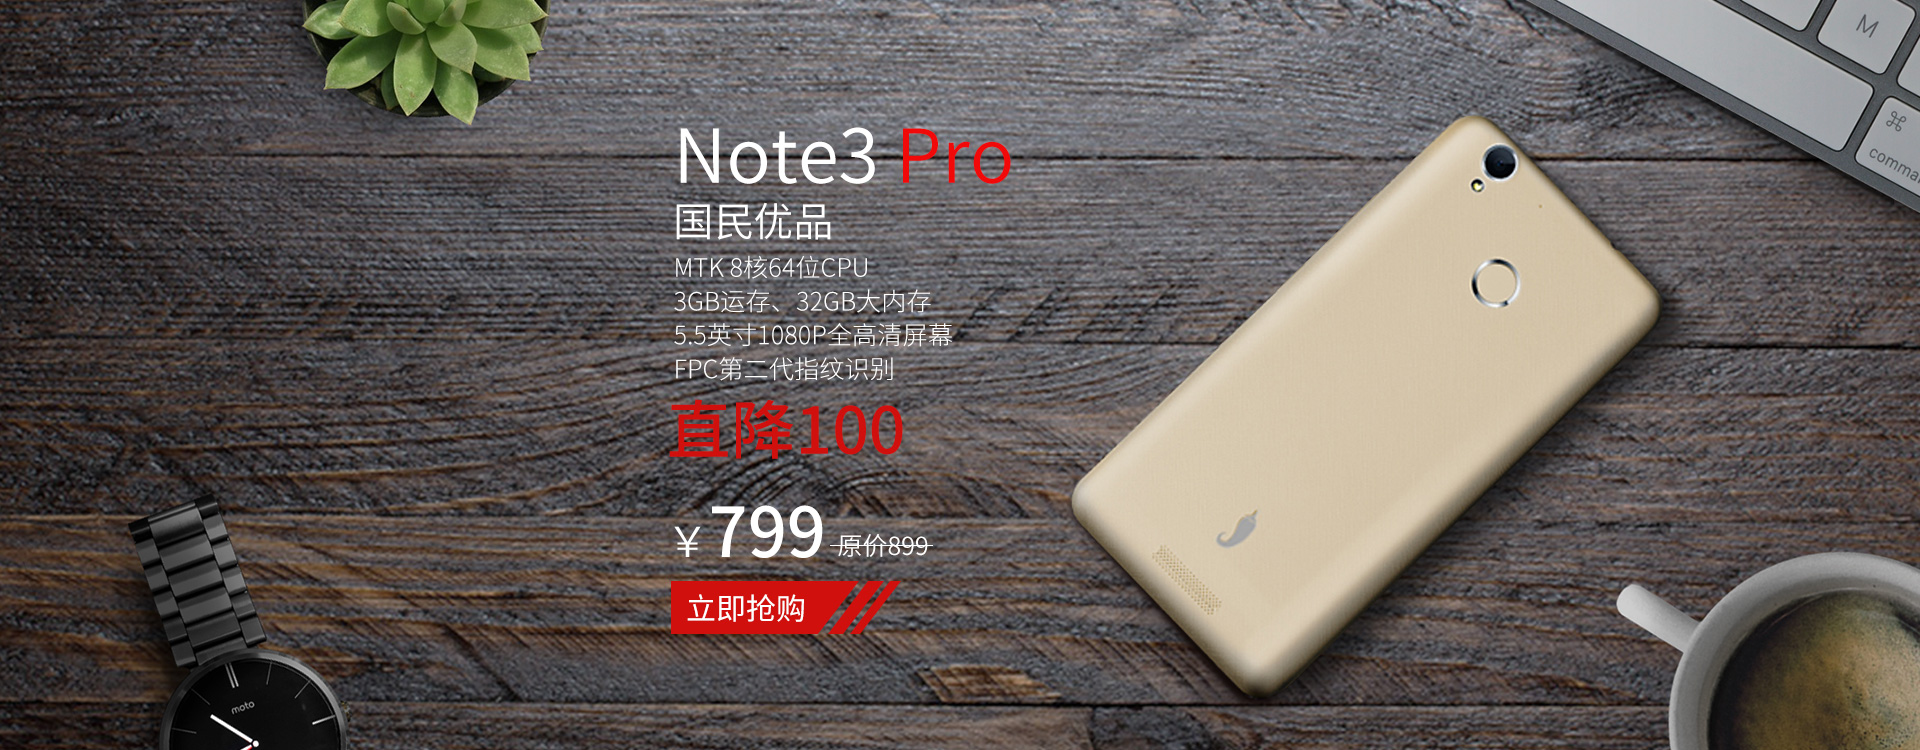 Note3 Pro
国民优品
MTK 8核64位CPU
3GB运存、32GB大内存
5.5英寸1080P全高清屏幕
FPC第二代指纹识别
直降100
￥799 原价899
立即抢购
M
⌘
moto